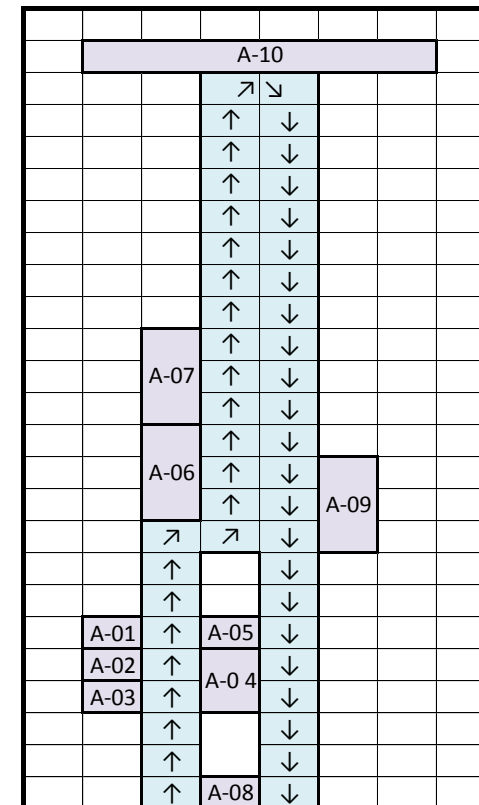 A-10
↗ ↘
↑ ↓
↑ ↓
↑ ↓
↑ ↓
↑ ↓
↑ ↓
↑ ↓
↑ ↓
A-07 ↑ ↓
↑ ↓
↑ ↓
A-06 ↑ ↓ A-09
↑ ↓
↗ ↗ ↓
↑ ↓
↑ ↓
A-01 ↑ A-05 ↓
A-02 ↑ A-0 4 ↓
A-03 ↑ ↓
↑ ↓
↑ ↓
↑ A-08 ↓